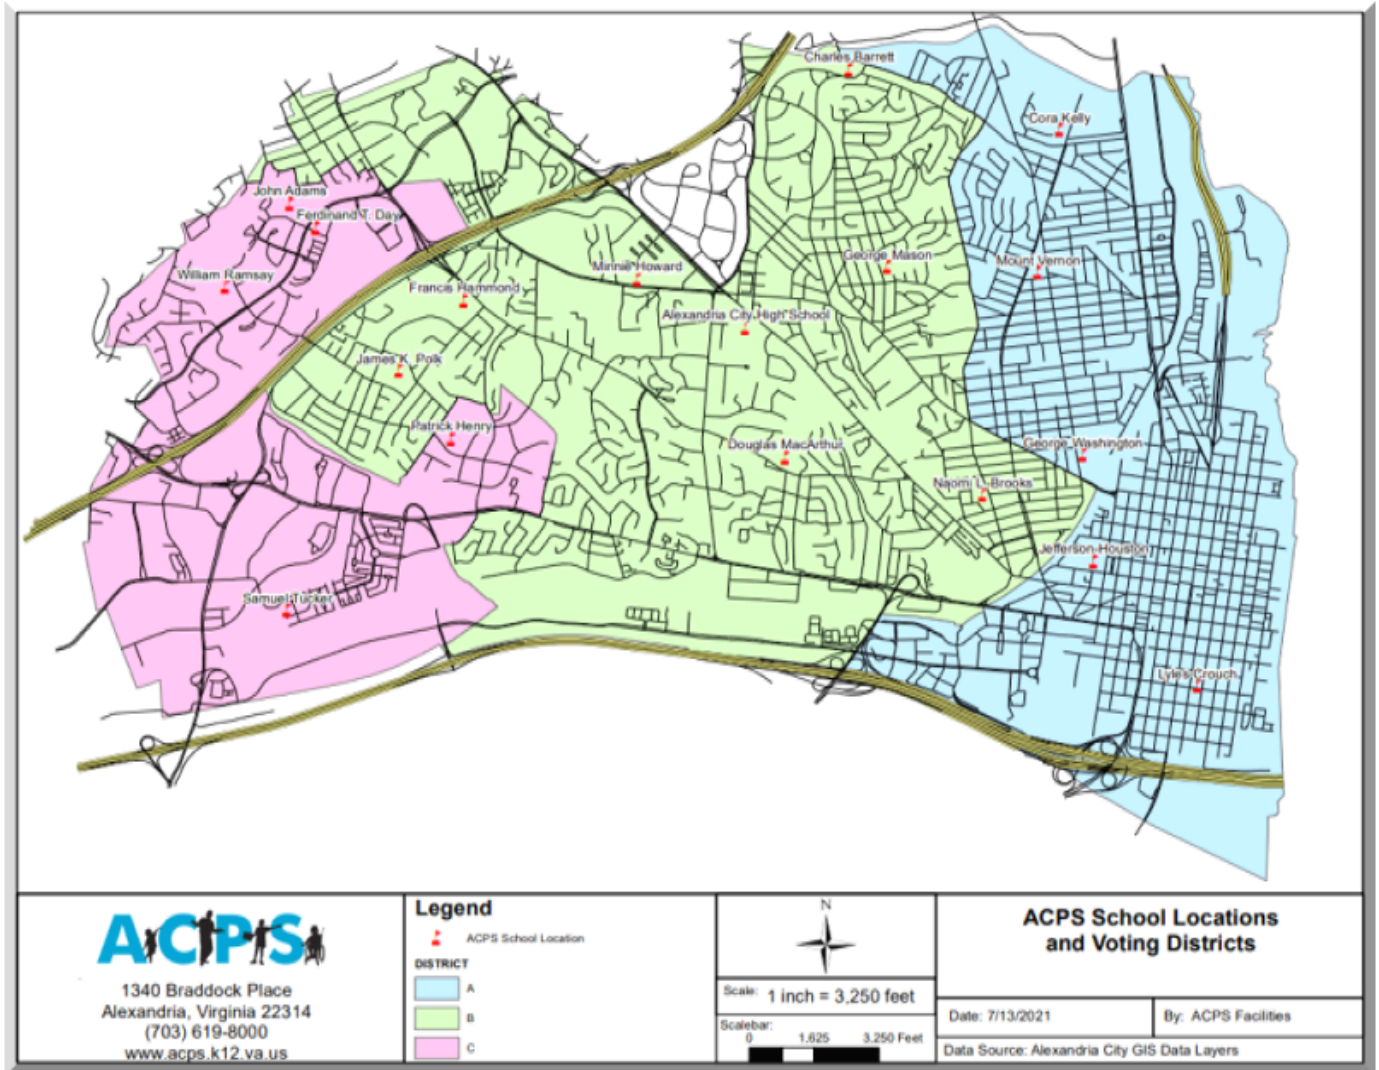 Charles Barrett
Cora Kelly
John Adams
Ferdinand T. Day
William Ramsay
Minnie Howard
George Mason
Mount Vernon
Francis Hammond
Alexandria City High School
James K. Polk
Patrick Henry
Douglas MacArthur
George Washington
Naomi L. Brooks
Jefferson-Houston
Samuel Tucker
Lyles Crouch
ACPS
1340 Braddock Place
Alexandria, Virginia 22314
(703) 619-8000
www.acps.k12.va.us
Legend
ACPS School Location
DISTRICT
A
B
C
N
Scale: 1 inch = 3,250 feet
Scalebar:
0 1,625 3,250 Feet
ACPS School Locations
and Voting Districts
Date: 7/13/2021
By: ACPS Facilities
Data Source: Alexandria City GIS Data Layers